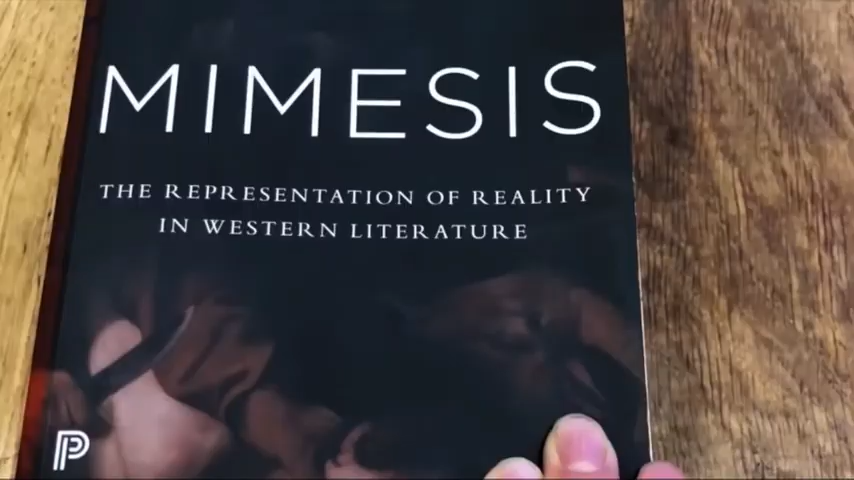 MIMESIS
THE REPRESENTATION OF REALITY
IN WESTERN LITERATURE
P